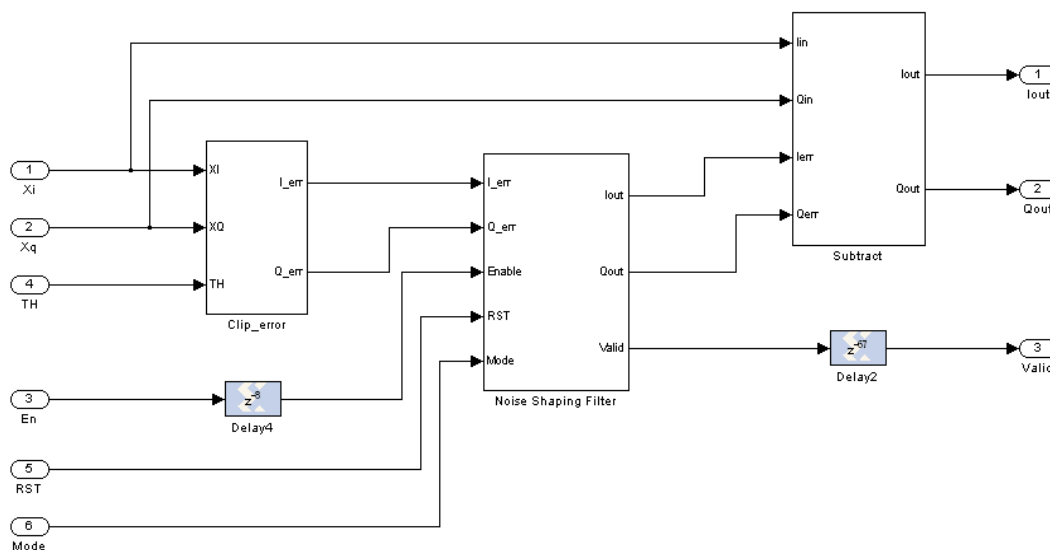 1
Xi
2
Xq
4
TH
3
En
5
RST
6
Mode
XI
XQ
TH
I_err
Q_err
Clip_error
z-8
Delay4
I_err
Q_err
Enable
RST
Mode
Iout
Qout
Valid
Noise Shaping Filter
Iin
Qin
Ierr
Qerr
Iout
Qout
Subtract
z-67
Delay2
1
Iout
2
Qout
3
Valid